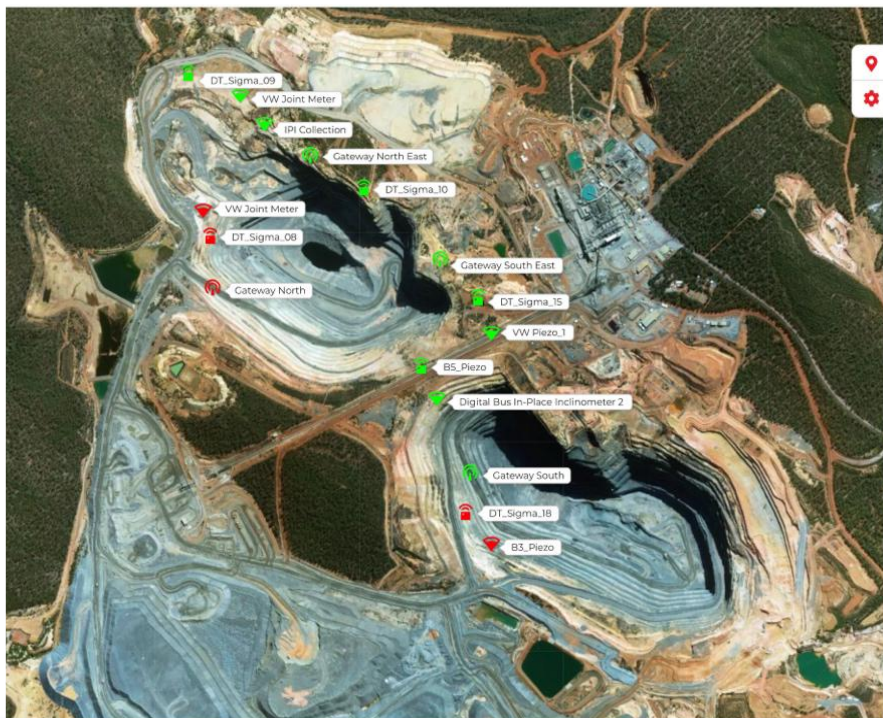 DT_Sigma_09
VW Joint Meter
IPI Collection
Gateway North East
DT_Sigma_10
VW Joint Meter
DT_Sigma_08
Gateway South East
Gateway North
DT_Sigma_15
VW Piezo_1
B5_Piezo
Digital Bus In-Place Inclinometer 2
Gateway South
DT_Sigma_18
B3_Piezo